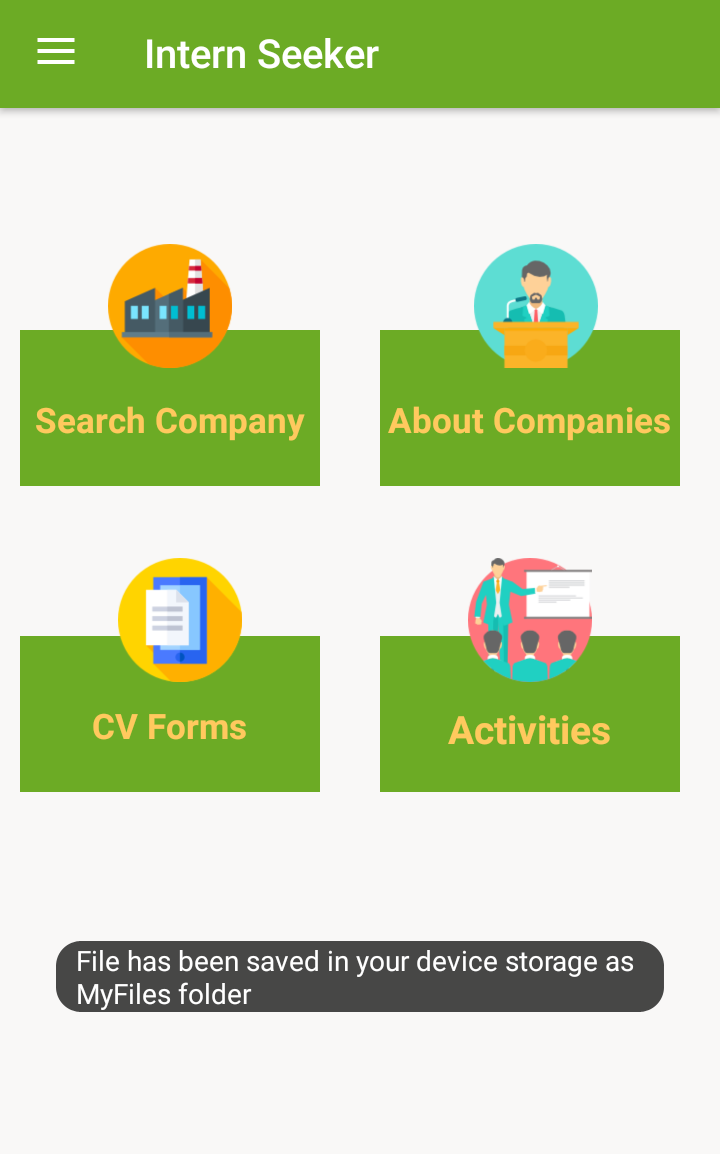 Intern Seeker
Search Company
About Companies
CV Forms
Activities
File has been saved in your device storage as
MyFiles folder